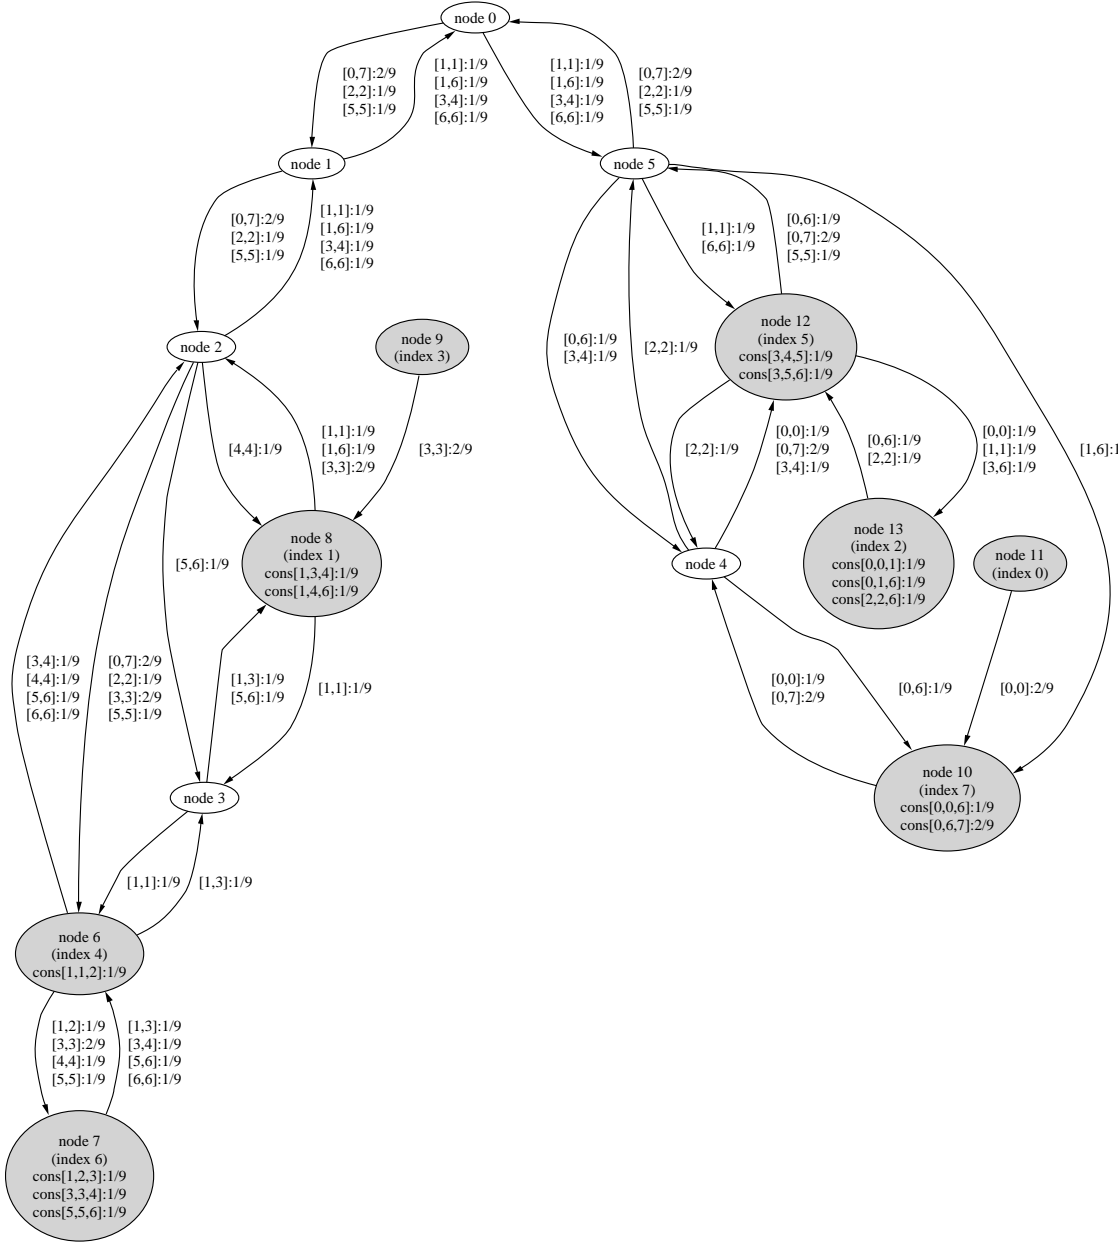 node 0
[0,7]:2/9
[2,2]:1/9
[5,5]:1/9
[1,1]:1/9
[1,6]:1/9
[3,4]:1/9
[6,6]:1/9
[1,1]:1/9
[1,6]:1/9
[3,4]:1/9
[6,6]:1/9
[0,7]:2/9
[2,2]:1/9
[5,5]:1/9
node 1
node 5
[0,7]:2/9
[2,2]:1/9
[5,5]:1/9
[1,1]:1/9
[1,6]:1/9
[3,4]:1/9
[6,6]:1/9
[1,1]:1/9
[6,6]:1/9
[0,6]:1/9
[0,7]:2/9
[5,5]:1/9
node 2
node 9
(index 3)
[0,6]:1/9
[3,4]:1/9
[2,2]:1/9
node 12
(index 5)
cons[3,4,5]:1/9
cons[3,5,6]:1/9
[4,4]:1/9
[1,1]:1/9
[1,6]:1/9
[3,3]:2/9
[3,3]:2/9
[2,2]:1/9
[0,0]:1/9
[0,7]:2/9
[3,4]:1/9
[0,6]:1/9
[2,2]:1/9
[0,0]:1/9
[1,1]:1/9
[3,6]:1/9
[1,6]:1
[5,6]:1/9
node 8
(index 1)
cons[1,3,4]:1/9
cons[1,4,6]:1/9
node 4
node 13
(index 2)
cons[0,0,1]:1/9
cons[0,1,6]:1/9
cons[2,2,6]:1/9
node 11
(index 0)
[3,4]:1/9
[4,4]:1/9
[5,6]:1/9
[6,6]:1/9
[0,7]:2/9
[2,2]:1/9
[3,3]:2/9
[5,5]:1/9
[1,3]:1/9
[5,6]:1/9
[1,1]:1/9
[0,0]:1/9
[0,7]:2/9
[0,6]:1/9
[0,0]:2/9
node 3
node 10
(index 7)
cons[0,0,6]:1/9
cons[0,6,7]:2/9
[1,1]:1/9
[1,3]:1/9
node 6
(index 4)
cons[1,1,2]:1/9
[1,2]:1/9
[3,3]:2/9
[4,4]:1/9
[5,5]:1/9
[1,3]:1/9
[3,4]:1/9
[5,6]:1/9
[6,6]:1/9
node 7
(index 6)
cons[1,2,3]:1/9
cons[3,3,4]:1/9
cons[5,5,6]:1/9